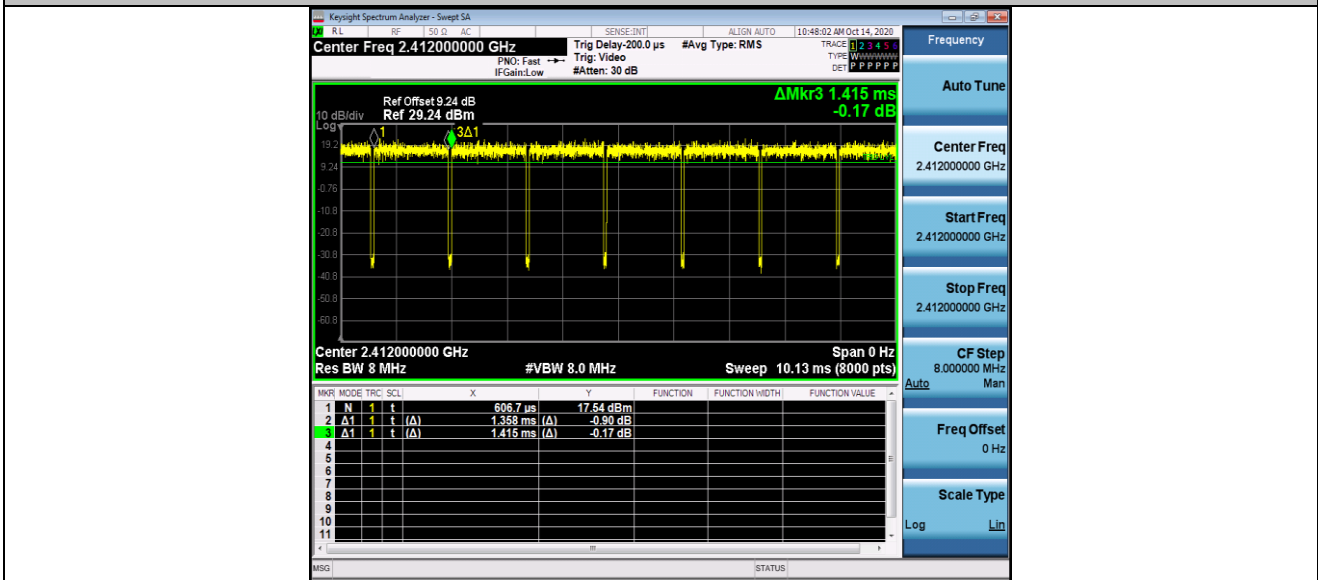 Keysight Spectrum Analyzer - Swept SA
RL RF 50 Ω AC SENSE:INT ALIGN AUTO 10:48:02 AM Oct 14, 2020
Center Freq 2.412000000 GHz
PNO: Fast
IFGain:Low
Trig Delay-200.0 µs
Trig: Video
#Atten: 30 dB
#Avg Type: RMS
TRACE 1 2 3 4 5 6
TYPE WWWWWW
DET P P P P P P
ΔMkr3 1.415 ms
-0.17 dB
Ref Offset 9.24 dB
10 dB/div Ref 29.24 dBm
Log
1
3Δ1
19.2
9.24
-0.76
-10.8
-20.8
-30.8
-40.8
-50.8
-60.8
Center 2.412000000 GHz Span 0 Hz
Res BW 8 MHz #VBW 8.0 MHz Sweep 10.13 ms (8000 pts)
MKR MODE TRC SCL X Y FUNCTION FUNCTION WIDTH FUNCTION VALUE
1 N 1 t 606.7 µs 17.54 dBm
2 Δ1 1 t (Δ) 1.358 ms (Δ) -0.90 dB
3 Δ1 1 t (Δ) 1.415 ms (Δ) -0.17 dB
4
5
6
7
8
9
10
11
MSG STATUS
Frequency
Auto Tune
Center Freq
2.412000000 GHz
Start Freq
2.412000000 GHz
Stop Freq
2.412000000 GHz
CF Step
8.000000 MHz
Auto Man
Freq Offset
0 Hz
Scale Type
Log Lin